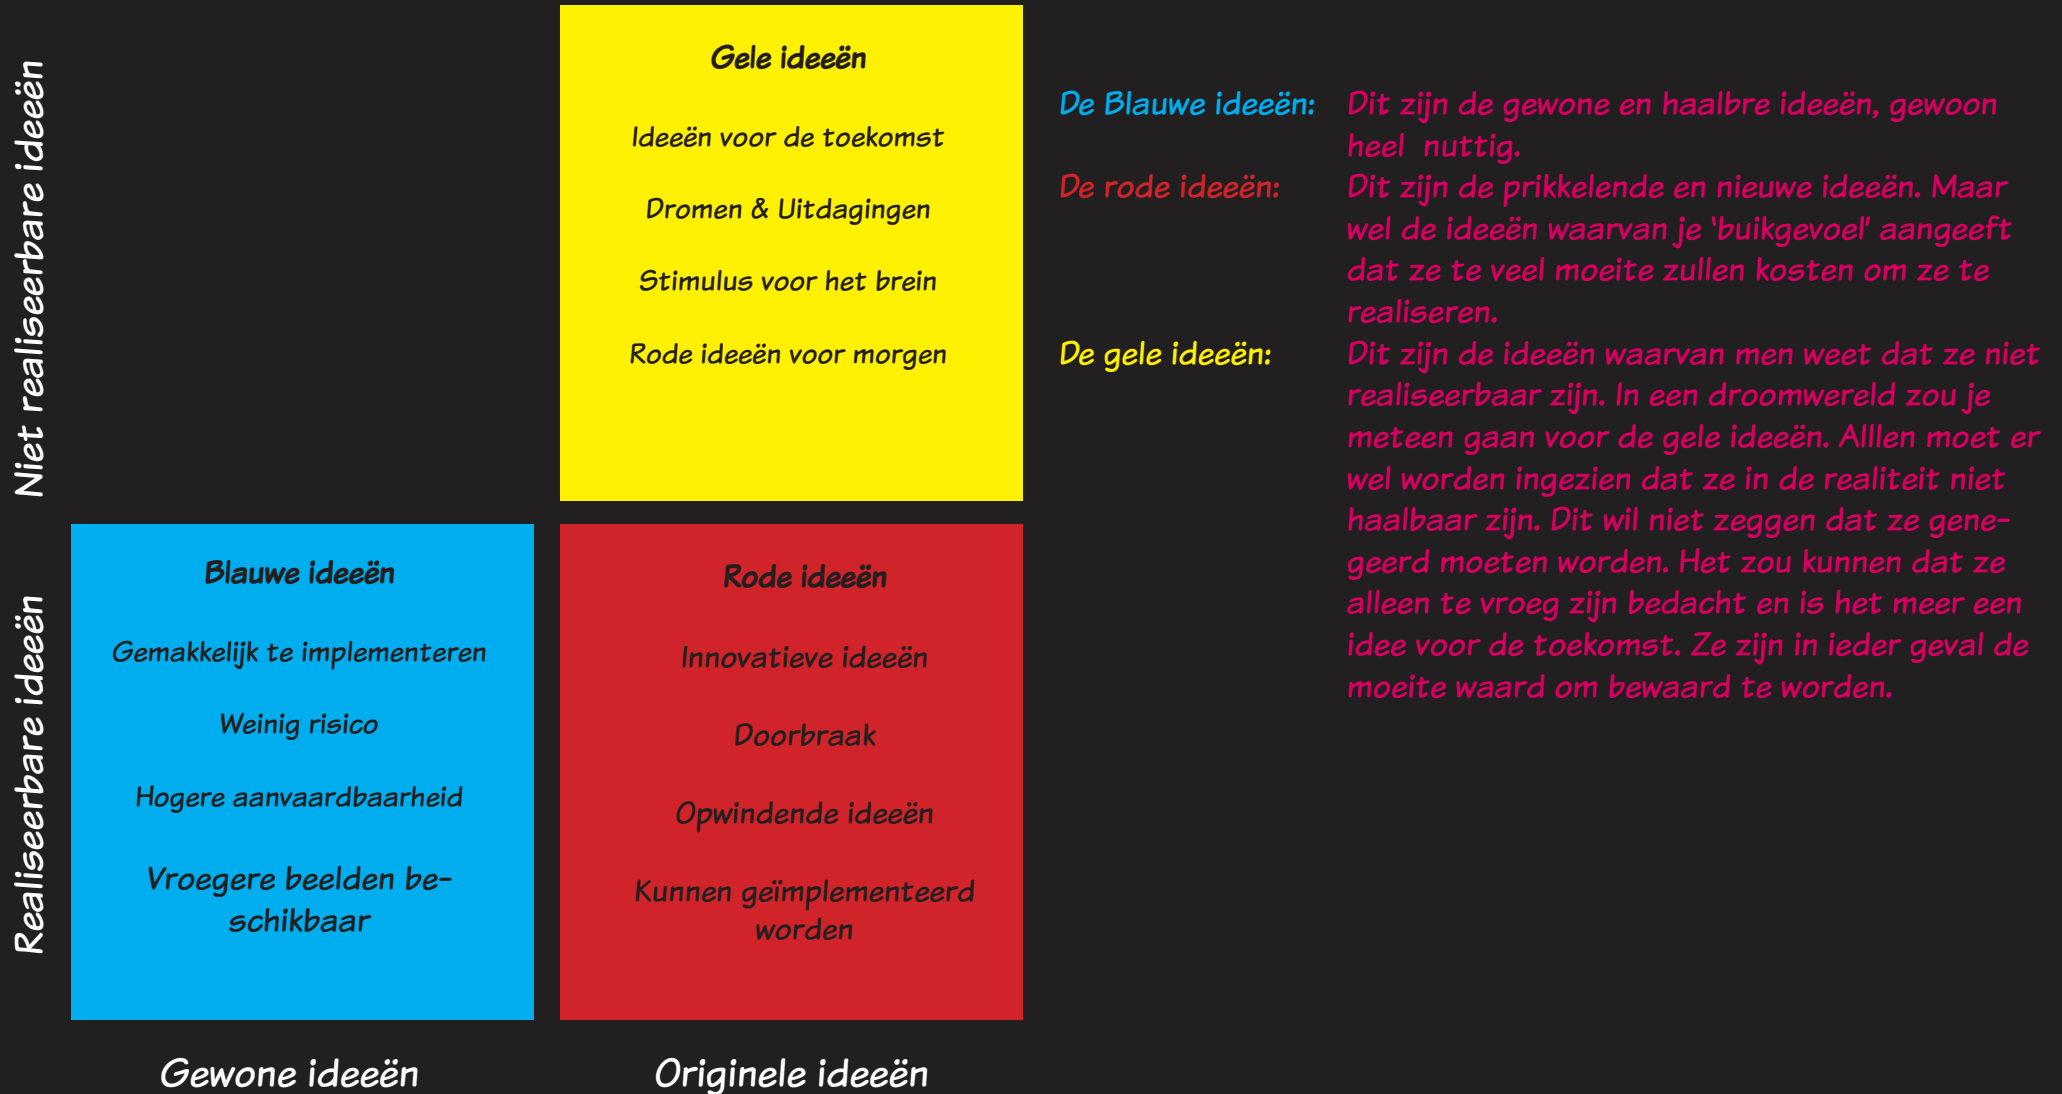 Niet realiseerbare ideeën
Realiseerbare ideeën
Gele ideeën
Ideeën voor de toekomst
Dromen & Uitdagingen
Stimulus voor het brein
Rode ideeën voor morgen
Blauwe ideeën
Gemakkelijk te implementeren
Weinig risico
Hogere aanvaardbaarheid
Vroegere beelden be-
schikbaar
Rode ideeën
Innovatieve ideeën
Doorbraak
Opwindende ideeën
Kunnen geïmplementeerd
worden
Gewone ideeën
Originele ideeën
De Blauwe ideeën: Dit zijn de gewone en haalbre ideeën, gewoon
heel nuttig.
De rode ideeën: Dit zijn de prikkelende en nieuwe ideeën. Maar
wel de ideeën waarvan je 'buikgevoel' aangeeft
dat ze te veel moeite zullen kosten om ze te
realiseren.
De gele ideeën: Dit zijn de ideeën waarvan men weet dat ze niet
realiseerbaar zijn. In een droomwereld zou je
meteen gaan voor de gele ideeën. Alllen moet er
wel worden ingezien dat ze in de realiteit niet
haalbaar zijn. Dit wil niet zeggen dat ze gene-
geerd moeten worden. Het zou kunnen dat ze
alleen te vroeg zijn bedacht en is het meer een
idee voor de toekomst. Ze zijn in ieder geval de
moeite waard om bewaard te worden.